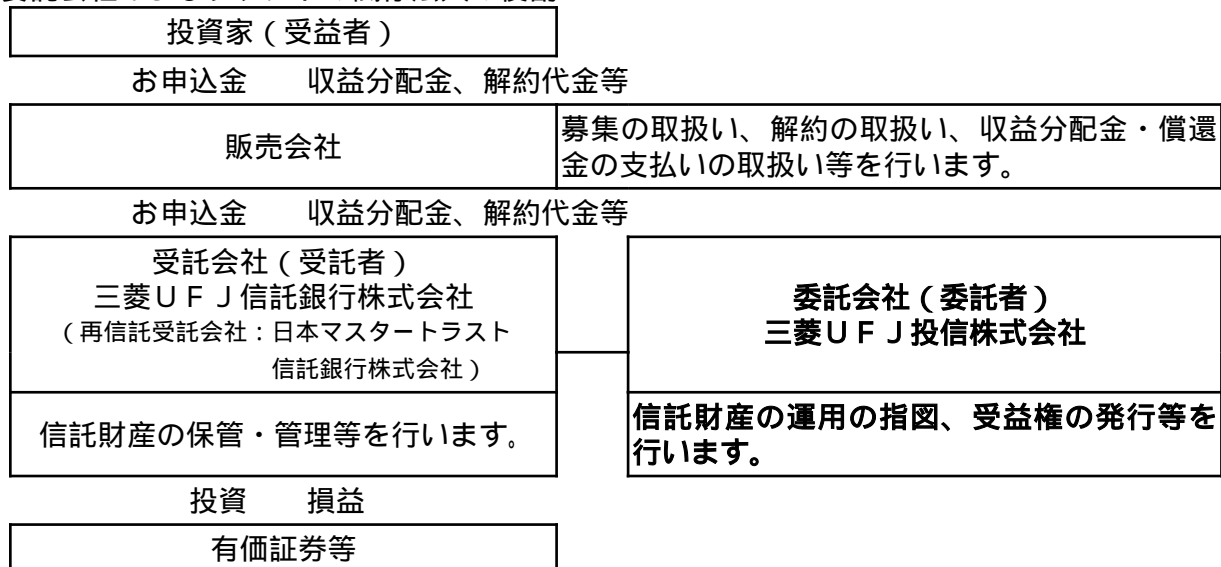 投資家（受益者）
お申込金　　収益分配金、解約代金等
販売会社
募集の取扱い、解約の取扱い、収益分配金・償還
金の支払いの取扱い等を行います。
お申込金　　収益分配金、解約代金等
受託会社（受託者）
三菱ＵＦＪ信託銀行株式会社
（再信託受託会社：日本マスタートラスト
信託銀行株式会社）
信託財産の保管・管理等を行います。
委託会社（委託者）
三菱ＵＦＪ投信株式会社
信託財産の運用の指図、受益権の発行等を
行います。
投資　　損益
有価証券等